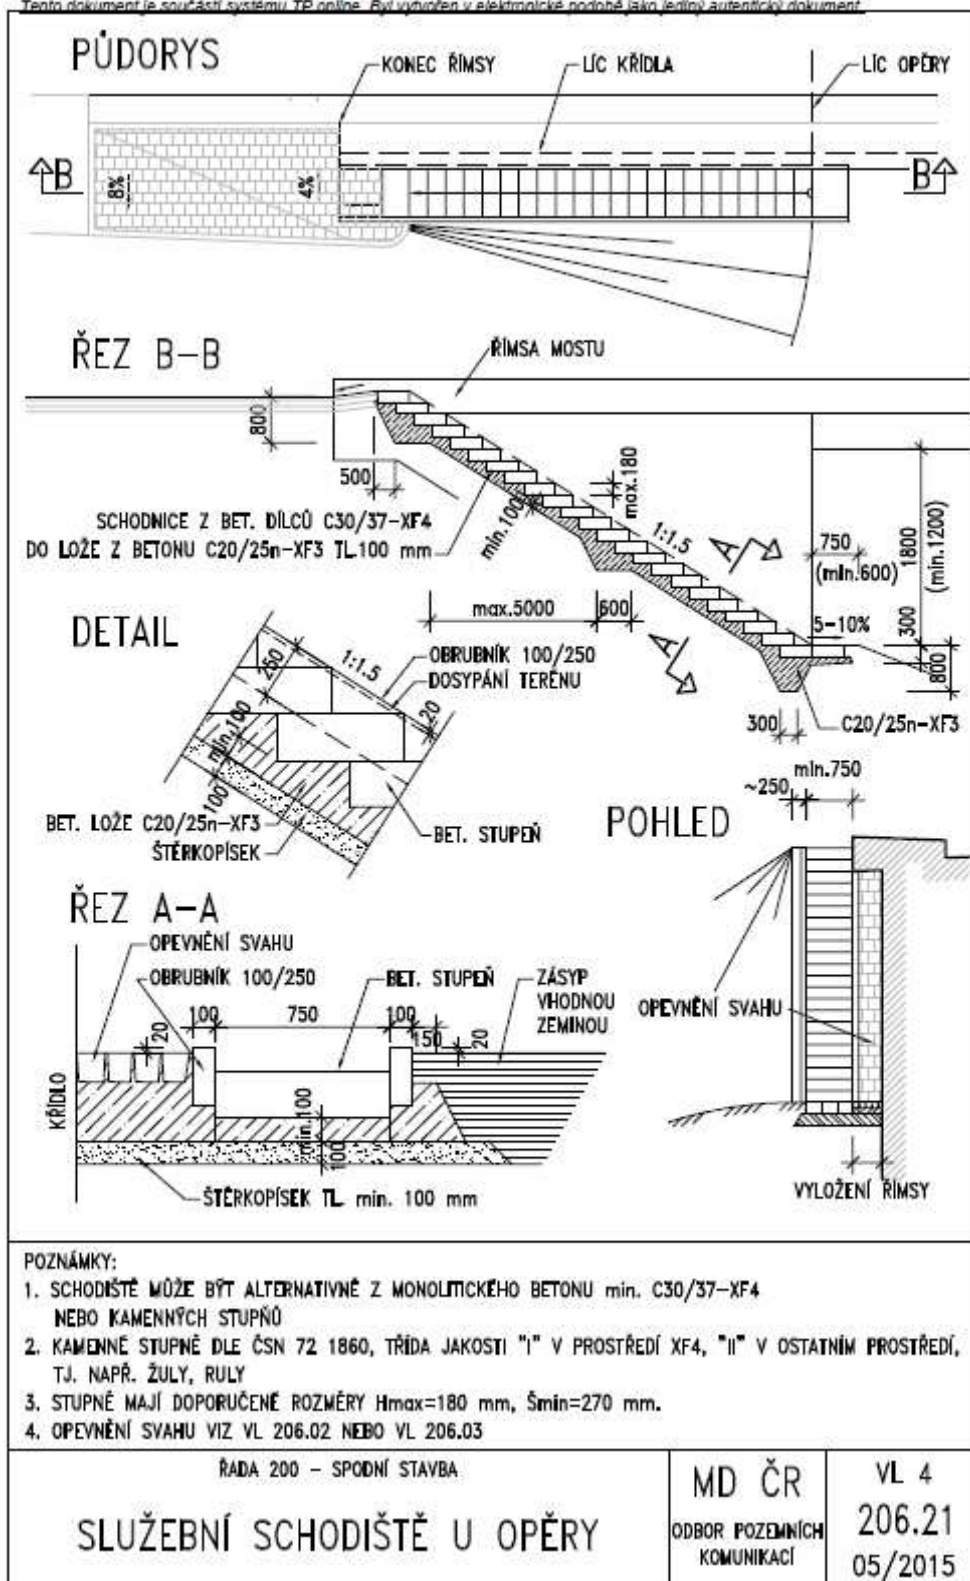 Tento dokument je součástí systému TP online. Byl vytvořen v elektronické podobě jako jediný autentický dokument.
PŮDORYS
KONEC ŘÍMSY
LÍC KŘÍDLA
LÍC OPĚRY
B
8%
4%
B
ŘEZ B-B
ŘÍMSA MOSTU
800
500
max.180
min.100
1:1.5
A
750
(min.600)
1800
(min.1200)
SCHODNICE Z BET. DÍLCŮ C30/37-XF4
DO LOŽE Z BETONU C20/25n-XF3 TL.100 mm
max.5000
600
A
5-10%
300
800
300
C20/25n-XF3
DETAIL
250
1:1.5
OBRUBNÍK 100/250
DOSYPÁNÍ TERÉNU
20
min.100
100
BET. LOŽE C20/25n-XF3
ŠTĚRKOPÍSEK
BET. STUPEŇ
POHLED
~250
min.750
OPEVNĚNÍ SVAHU
VYLOŽENÍ ŘÍMSY
ŘEZ A-A
OPEVNĚNÍ SVAHU
OBRUBNÍK 100/250
BET. STUPEŇ
ZÁSYP
VHODNOU
ZEMINOU
20
100
750
100
150
20
KŘÍDLO
min.100
100
ŠTĚRKOPÍSEK TL. min. 100 mm
POZNÁMKY:
1. SCHODIŠTĚ MŮŽE BÝT ALTERNATIVNĚ Z MONOLITICKÉHO BETONU min. C30/37-XF4
NEBO KAMENNÝCH STUPŇŮ
2. KAMENNÉ STUPNĚ DLE ČSN 72 1860, TŘÍDA JAKOSTI "I" V PROSTŘEDÍ XF4, "II" V OSTATNÍM PROSTŘEDÍ,
TJ. NAPŘ. ŽULY, RULY
3. STUPNĚ MAJÍ DOPORUČENÉ ROZMĚRY Hmax=180 mm, Šmin=270 mm.
4. OPEVNĚNÍ SVAHU VIZ VL 206.02 NEBO VL 206.03
ŘADA 200 - SPODNÍ STAVBA
SLUŽEBNÍ SCHODIŠTĚ U OPĚRY
MD ČR
ODBOR POZEMNÍCH
KOMUNIKACÍ
VL 4
206.21
05/2015